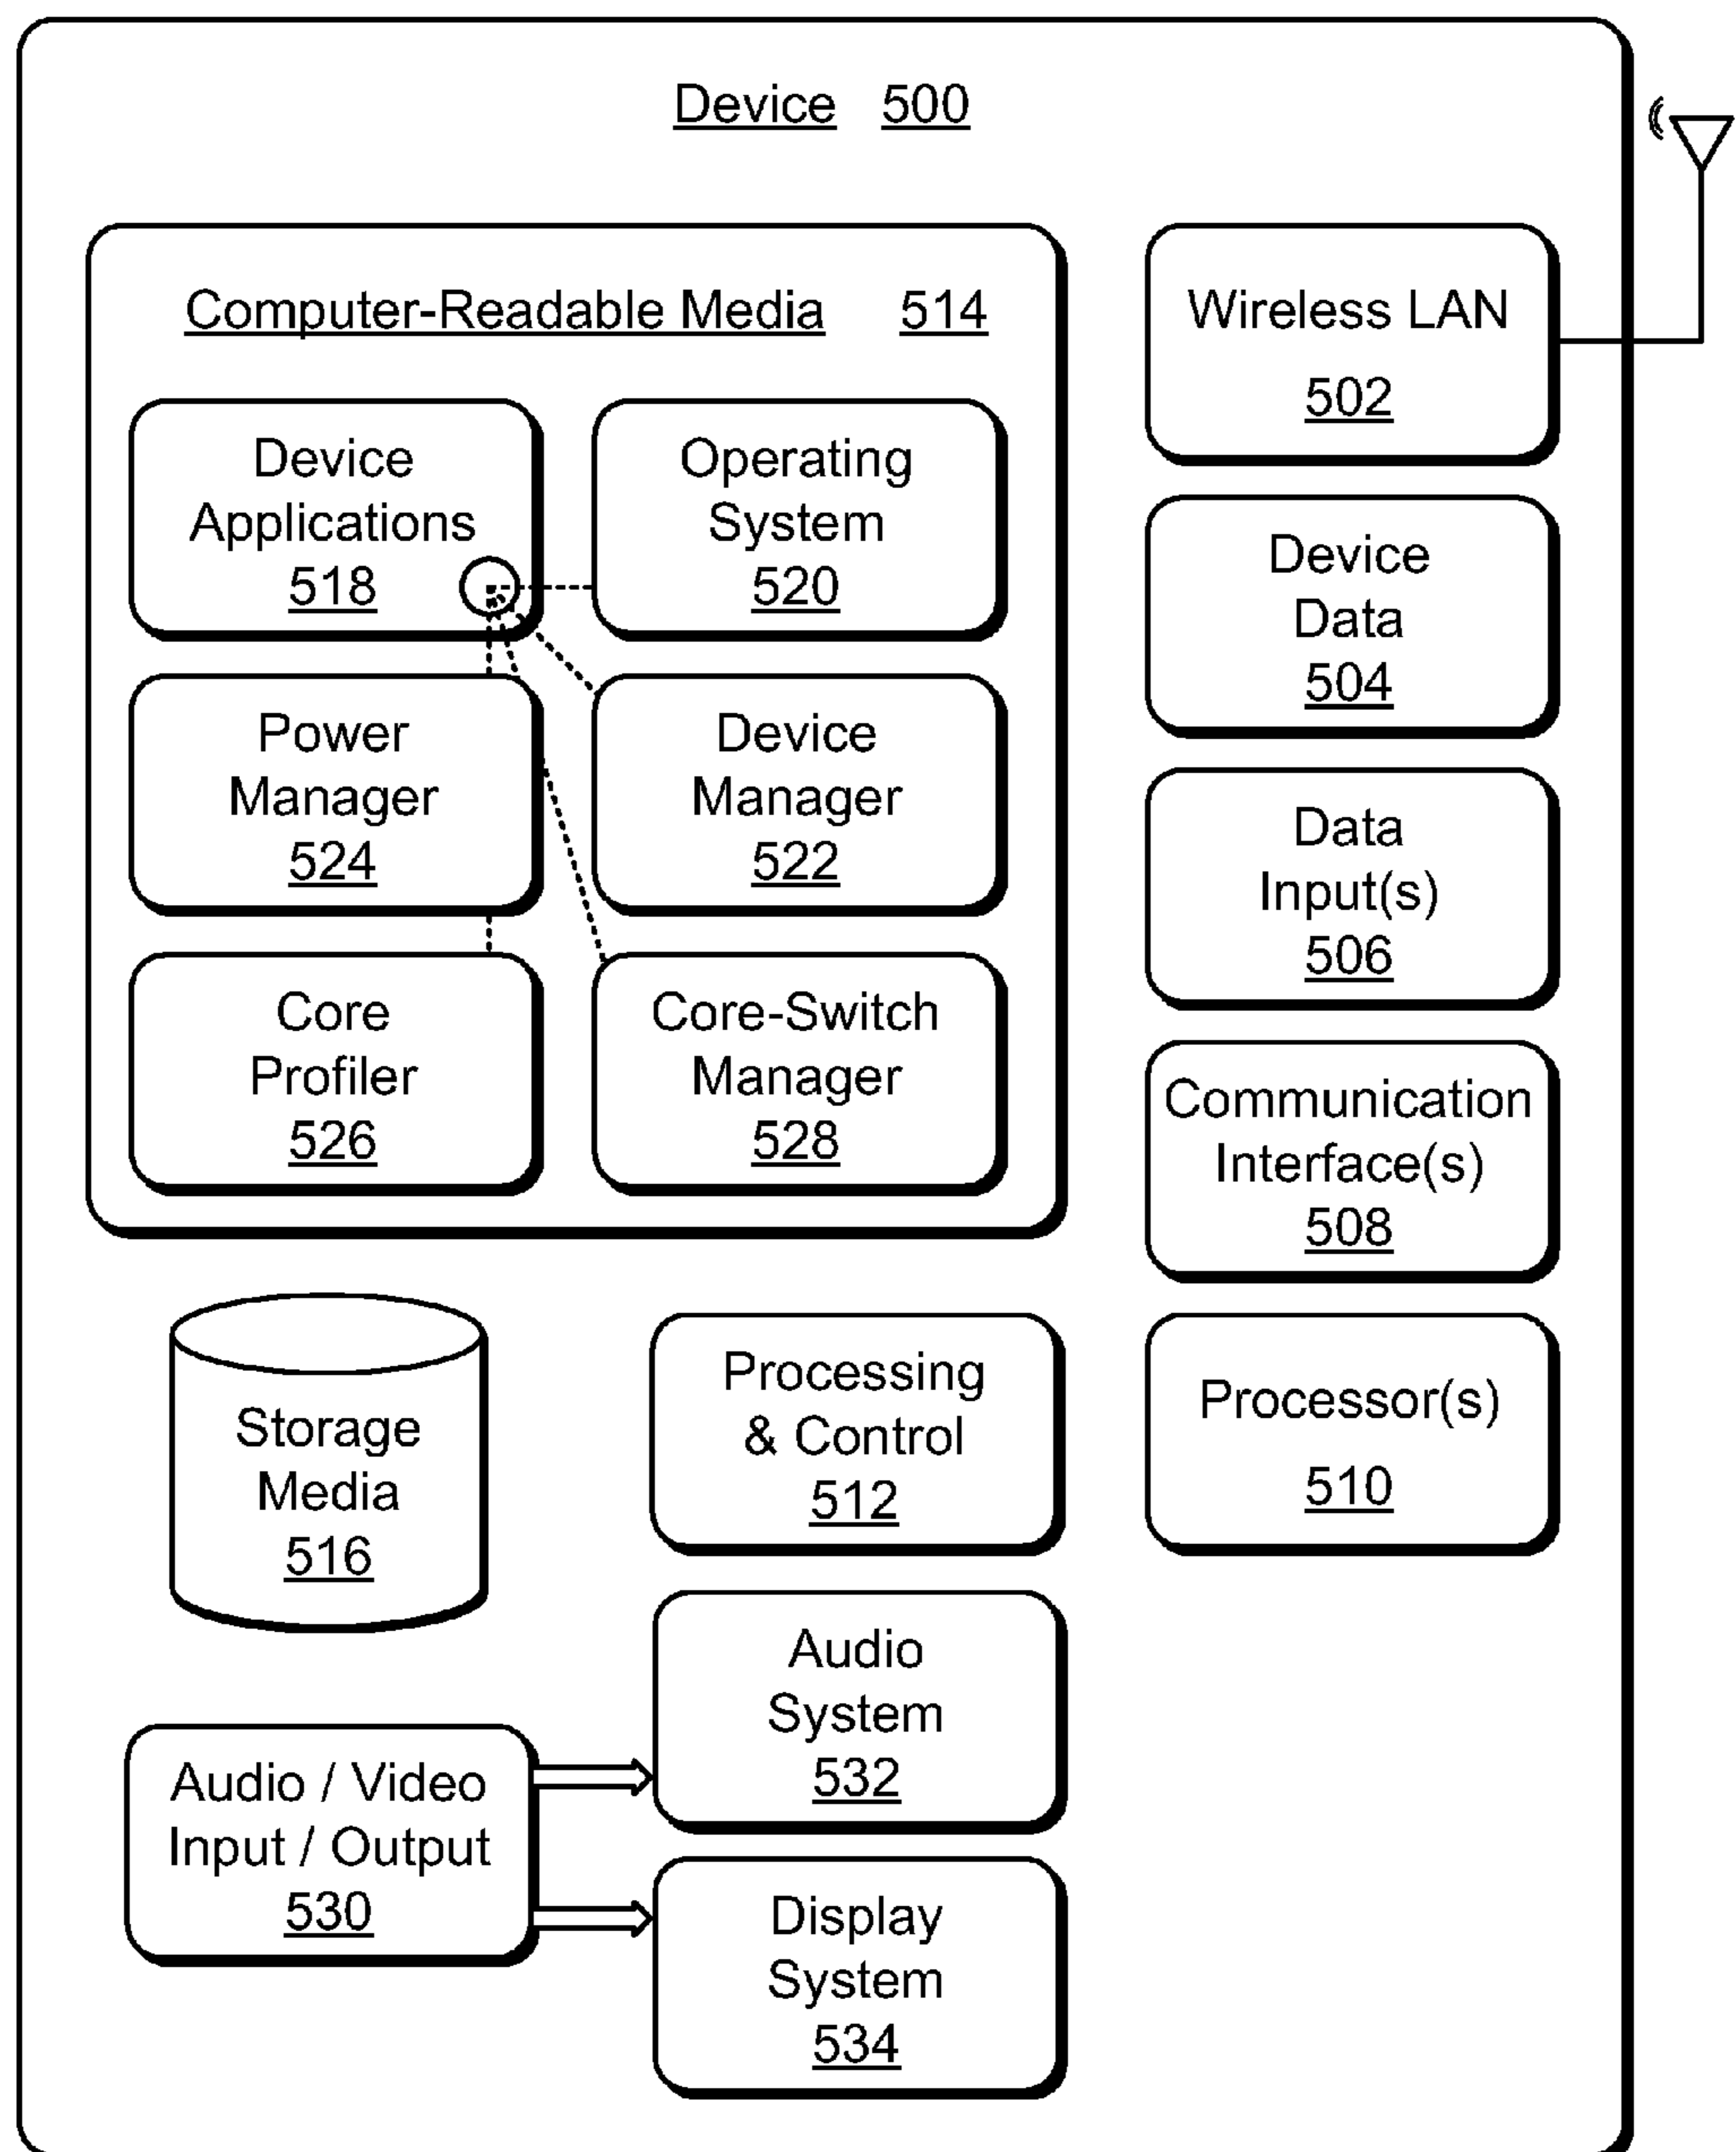 Device 500
Computer-Readable Media 514
Device
Applications
518
Operating
System
520
Power
Manager
524
Device
Manager
522
Core
Profiler
526
Core-Switch
Manager
528
Wireless LAN
502
Device
Data
504
Data
Input(s)
506
Communication
Interface(s)
508
Processor(s)
510
Storage
Media
516
Processing
& Control
512
Audio / Video
Input / Output
530
Audio
System
532
Display
System
534